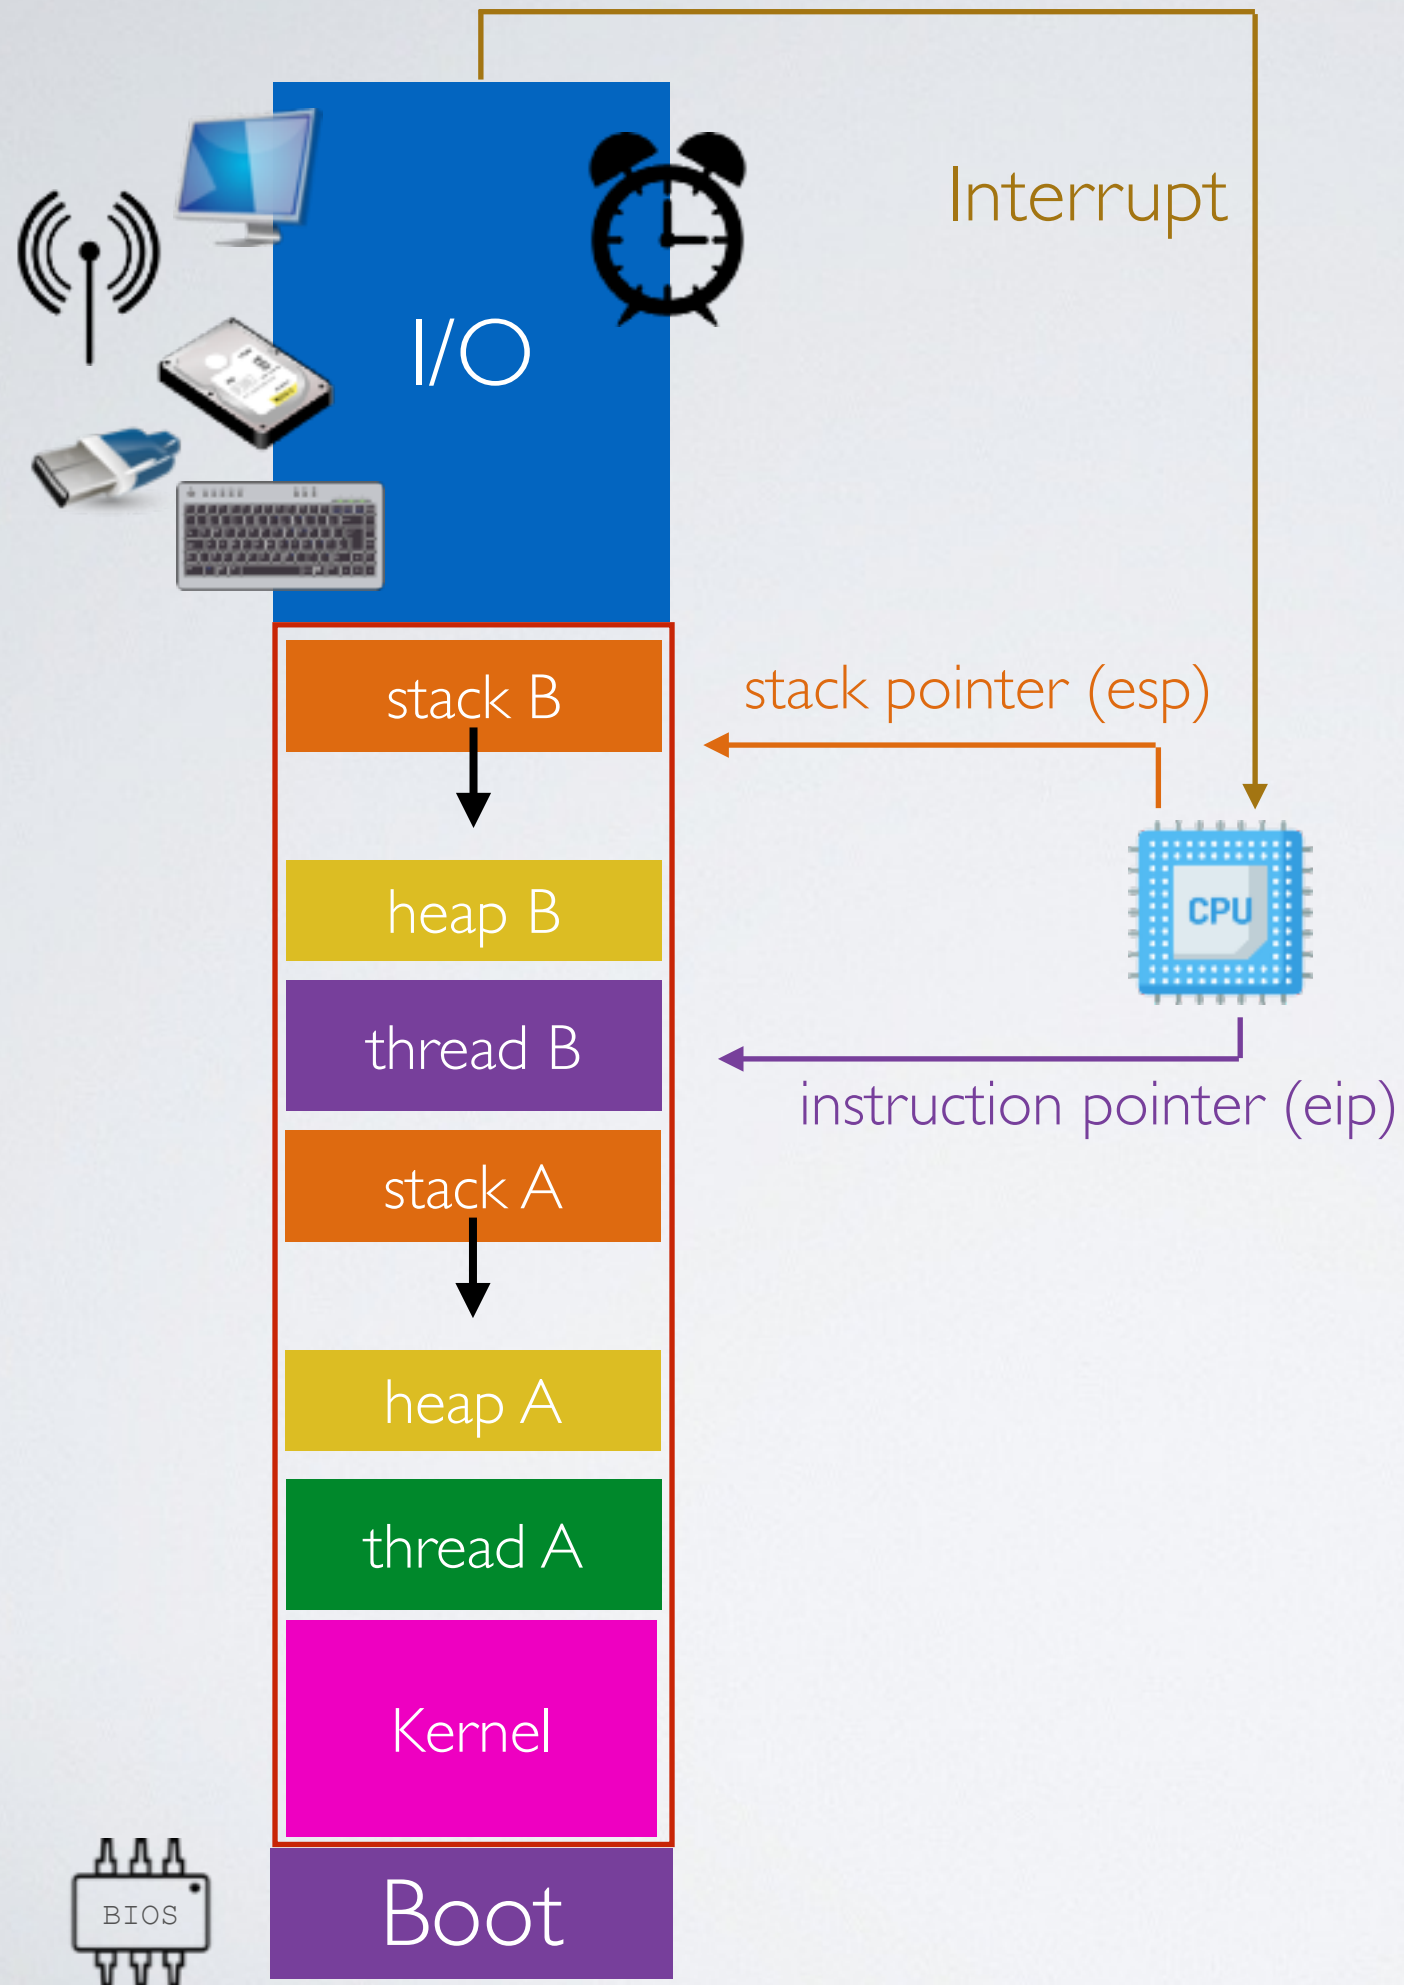 Interrupt
I/O
stack B
stack pointer (esp)
heap B
CPU
thread B
instruction pointer (eip)
stack A
heap A
thread A
Kernel
BIOS
Boot